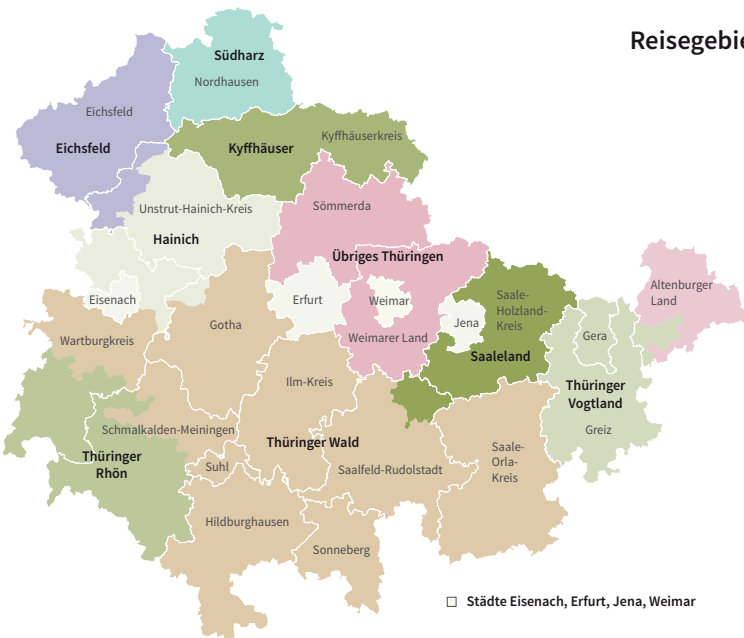 Reisegebie
Südharz
Nordhausen
Eichsfeld
Eichsfeld
Kyffhäuserkreis
Kyffhäuser
Unstrut-Hainich-Kreis
Hainich
Sömmerda
Übriges Thüringen
Eisenach
Erfurt
Weimar
Jena
Saale-
Holzland-
Kreis
Altenburger
Land
Wartburgkreis
Gotha
Weimarer Land
Saaleland
Gera
Ilm-Kreis
Thüringer
Vogtland
Greiz
Schmalkalden-Meiningen
Thüringer Wald
Thüringer
Rhön
Suhl
Saalfeld-Rudolstadt
Saale-
Orla-
Kreis
Hildburghausen
Sonneberg
Städte Eisenach, Erfurt, Jena, Weimar